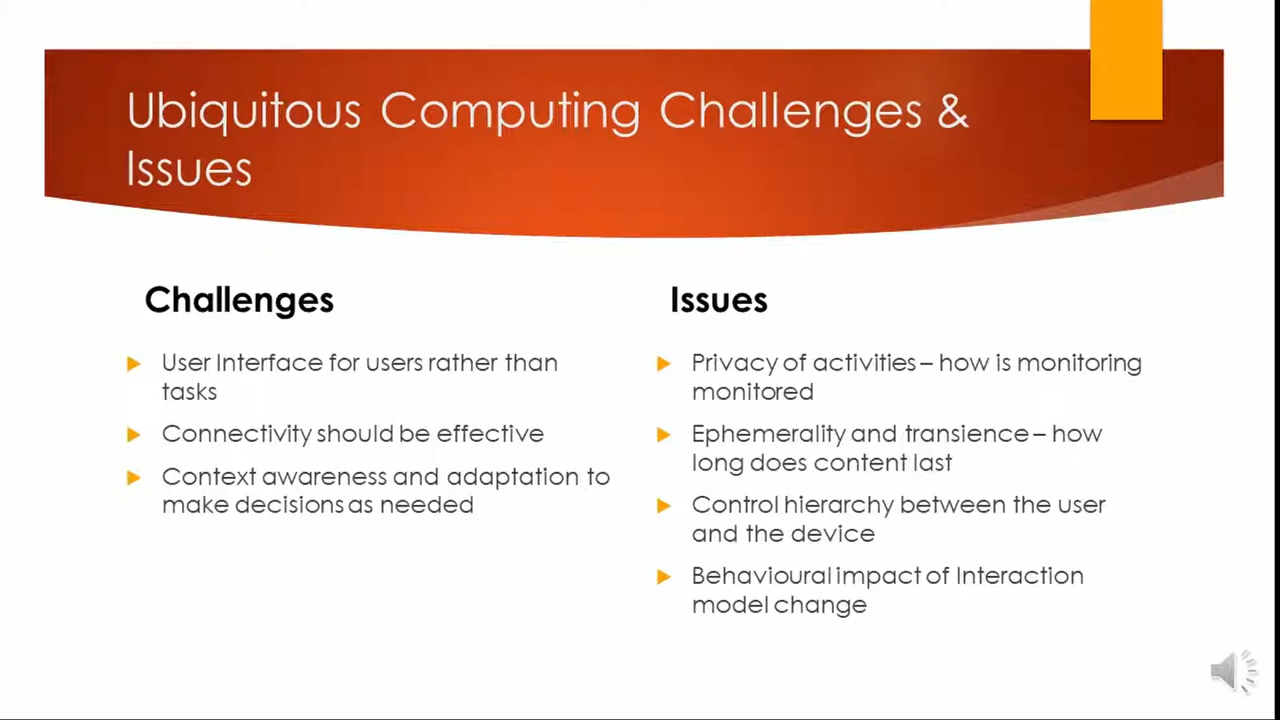 Ubiquitous Computing Challenges &
Issues
Challenges
User Interface for users rather than
tasks
Connectivity should be effective
Context awareness and adaptation to
make decisions as needed
Issues
Privacy of activities – how is monitoring
monitored
Ephemerality and transience – how
long does content last
Control hierarchy between the user
and the device
Behavioural impact of Interaction
model change